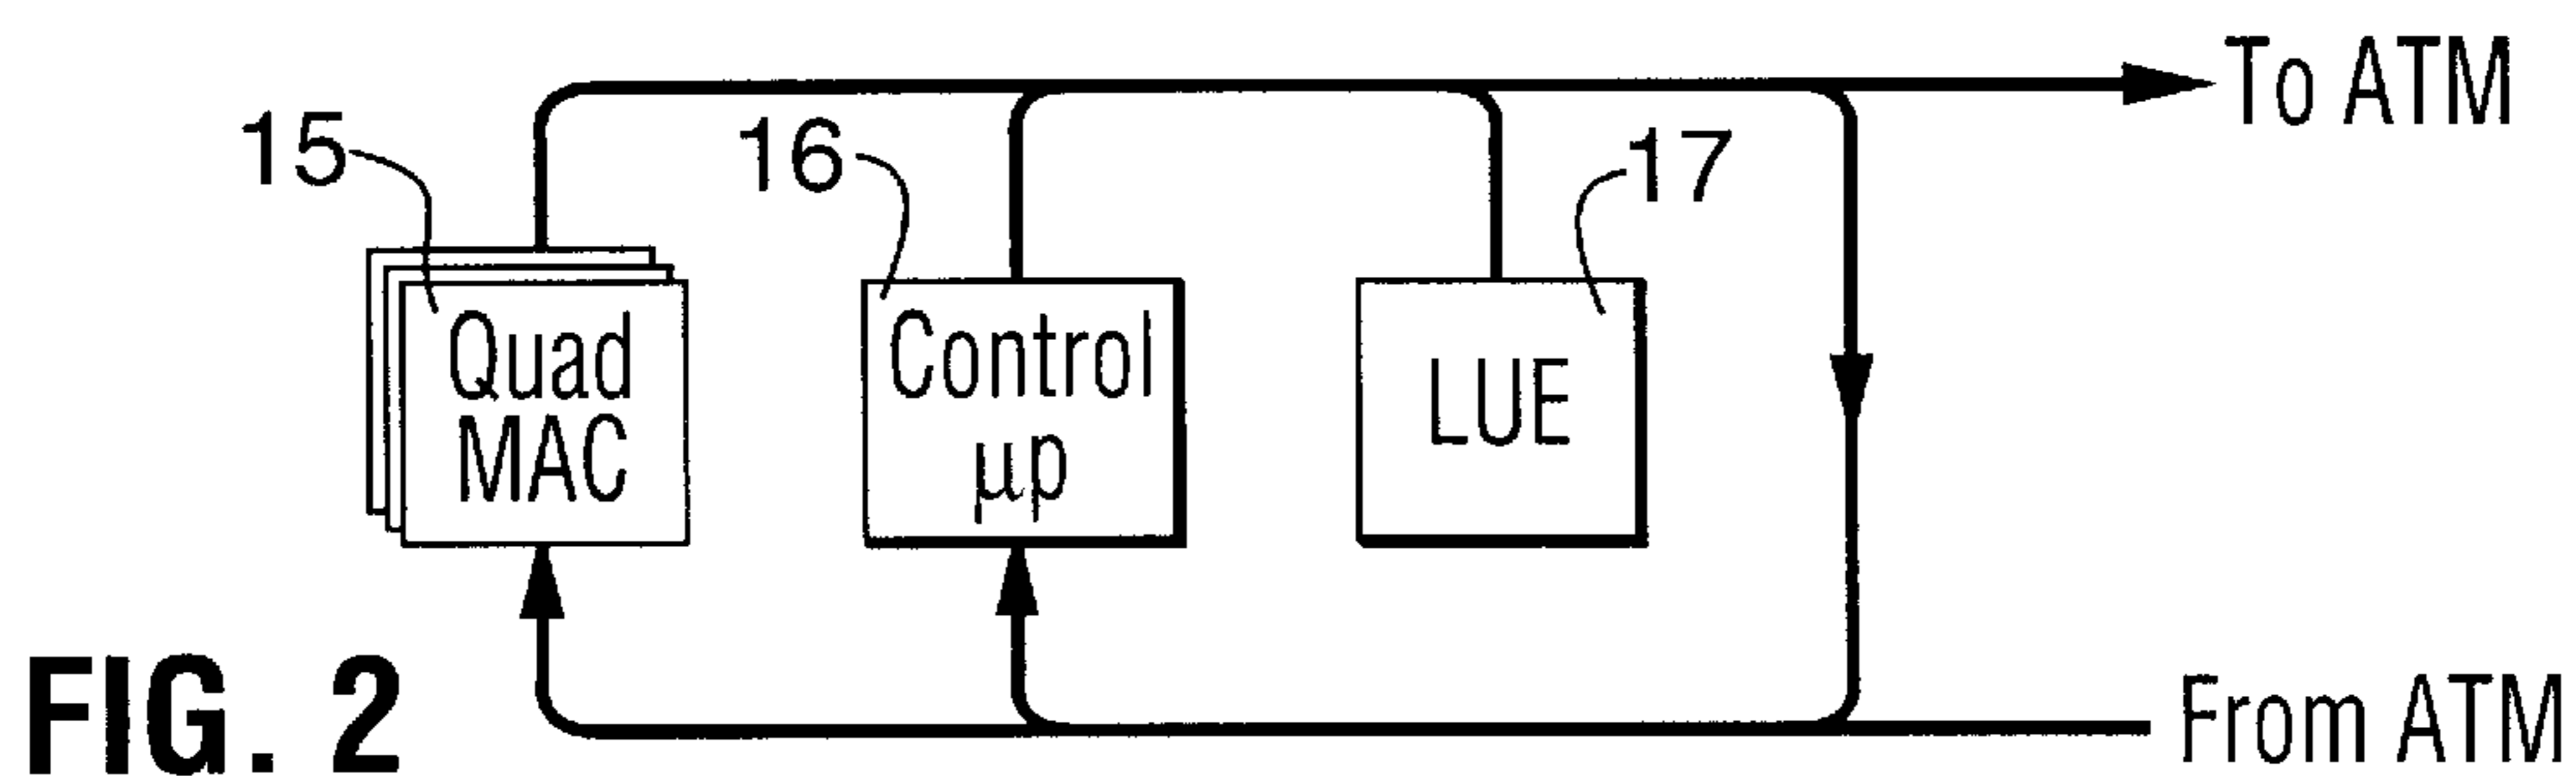 To ATM
15
16
17
Quad
MAC
Control
µp
LUE
From ATM
FIG. 2